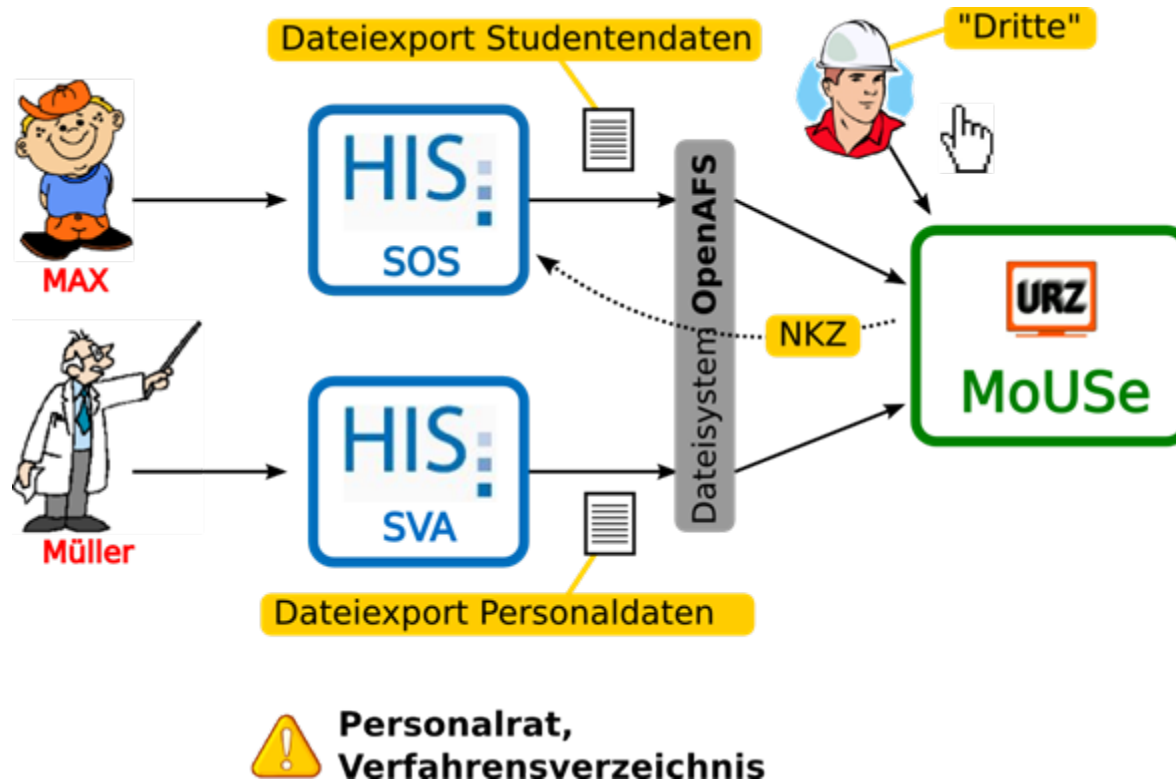 Dateiexport Studentendaten
"Dritte"
HIS
SOS
MAX
Dateisystem OpenAFS
URZ
MoUSe
NKZ
HIS
SVA
Müller
Dateiexport Personaldaten
Personalrat,
Verfahrensverzeichnis